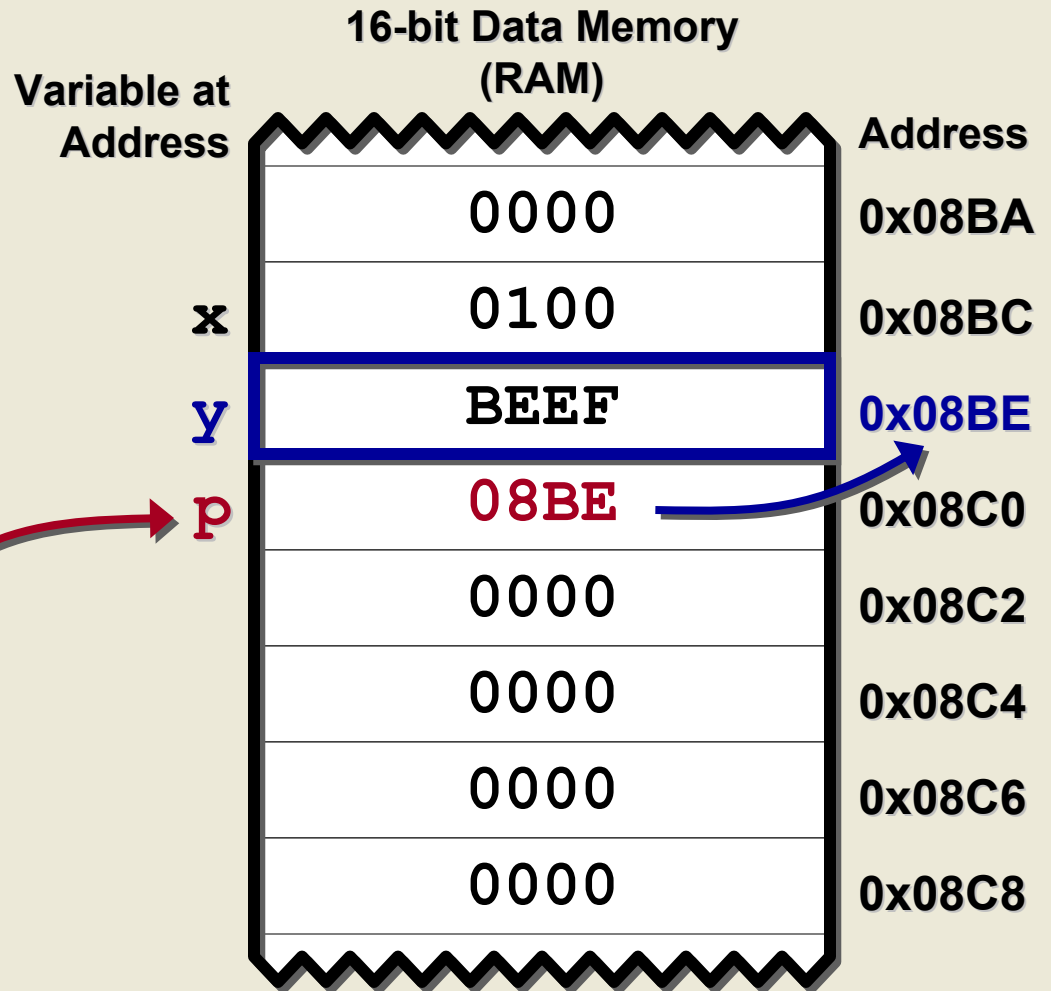 16-bit Data Memory
(RAM)
Variable at
Address
Address
0000 0x08BA
x 0100 0x08BC
y BEEF 0x08BE
p 08BE 0x08C0
0000 0x08C2
0000 0x08C4
0000 0x08C6
0000 0x08C8